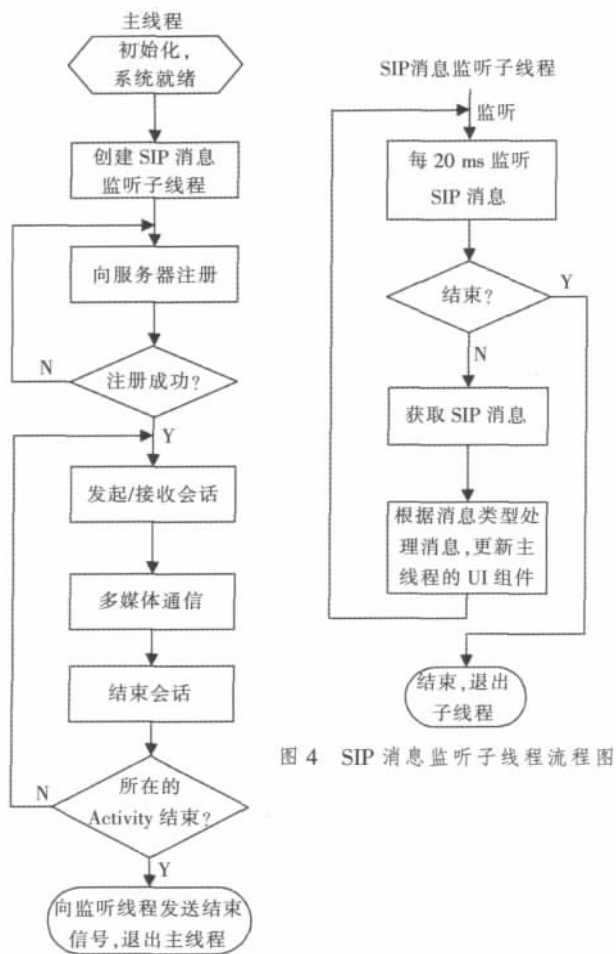 主线程
初始化,
系统就绪
创建 SIP 消息
监听子线程
向服务器注册
N
注册成功?
Y
发起/接收会话
多媒体通信
结束会话
N
所在的
Activity 结束?
Y
向监听线程发送结束
信号,退出主线程
SIP消息监听子线程
监听
每 20 ms 监听
SIP 消息
结束?
Y
N
获取 SIP 消息
根据消息类型处
理消息,更新主
线程的 UI 组件
结束,退出
子线程
图 4 SIP 消息监听子线程流程图